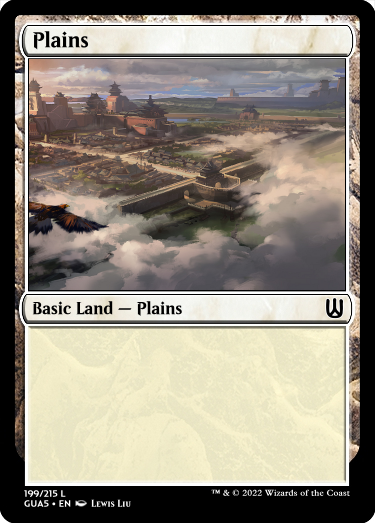 Plains
Basic Land — Plains
199/215 L
GUA5 • EN Lewis Liu
™ & © 2022 Wizards of the Coast